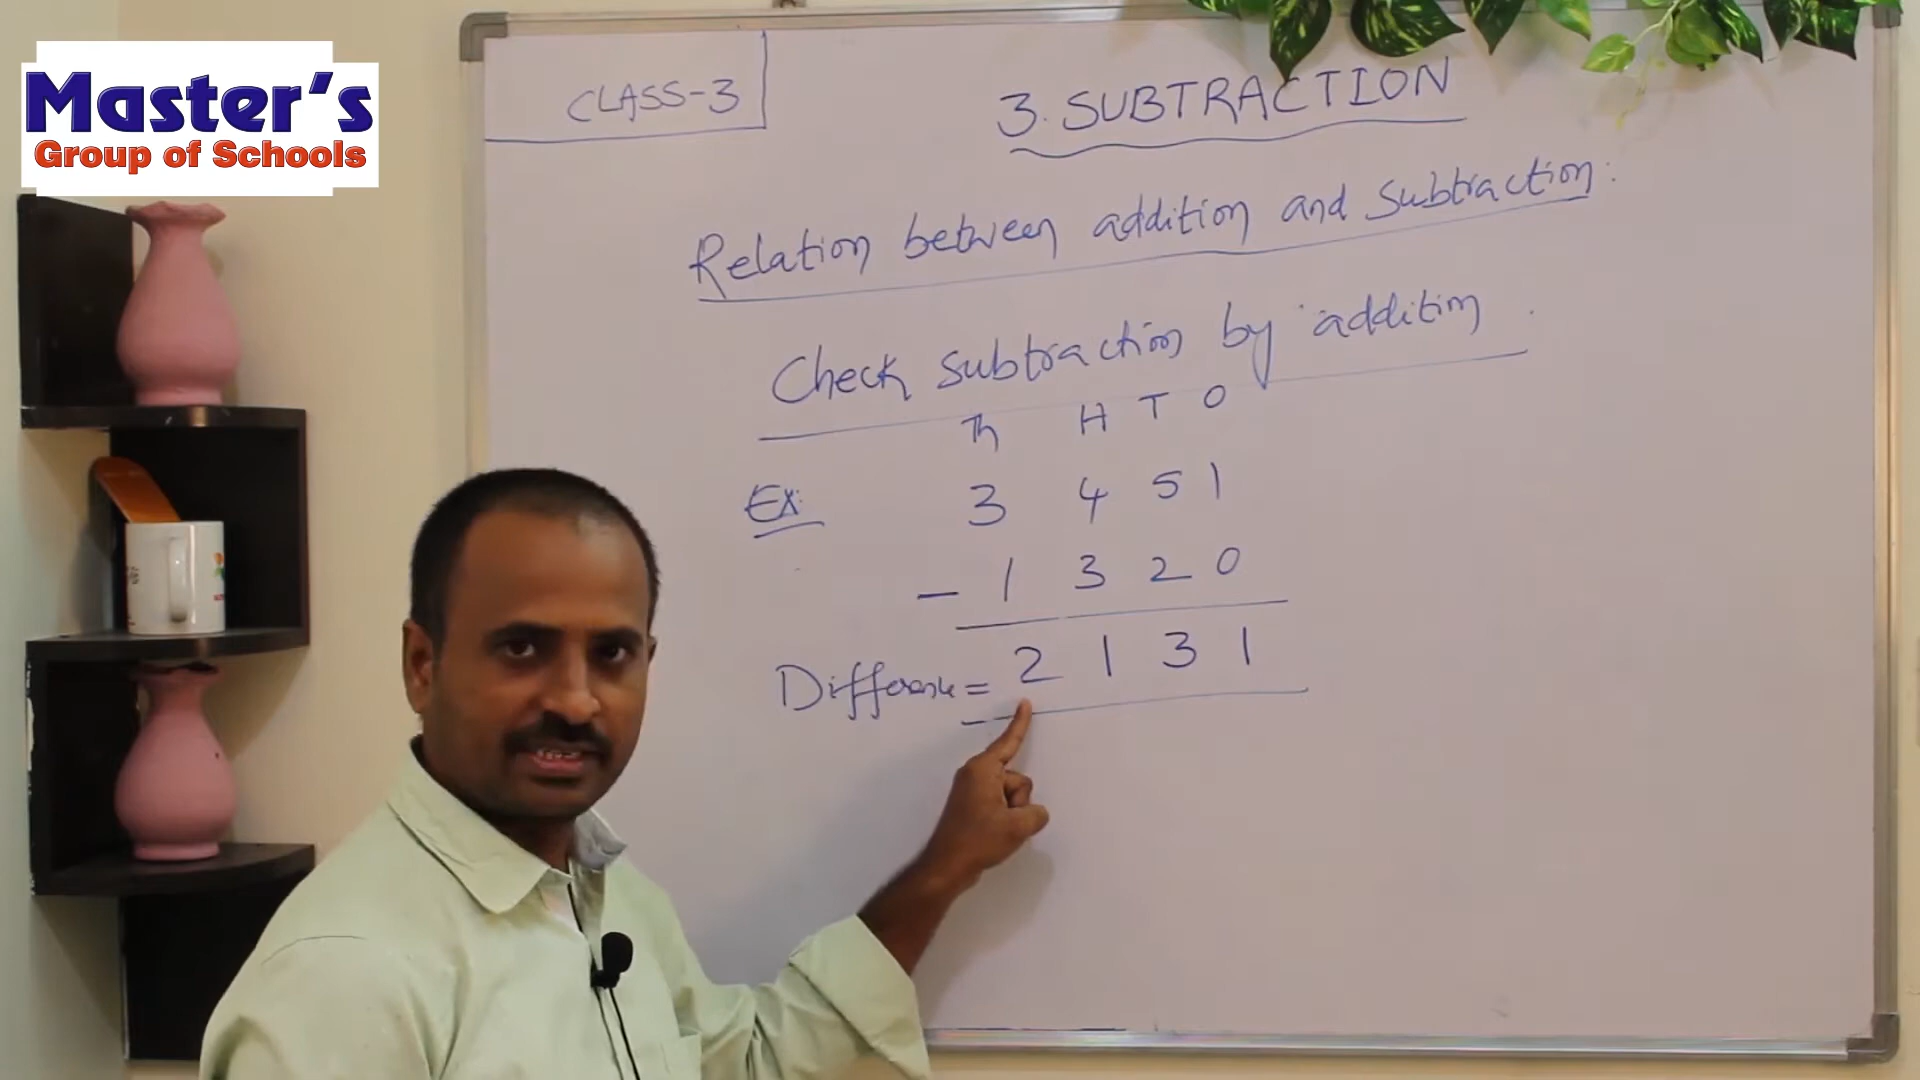 Master's
Group of Schools
CLASS-3
3. SUBTRACTION
Relation between addition and subtraction:
Check subtraction by addition
Th H T O
Ex: 3 4 5 1
- 1 3 2 0
Difference = 2 1 3 1